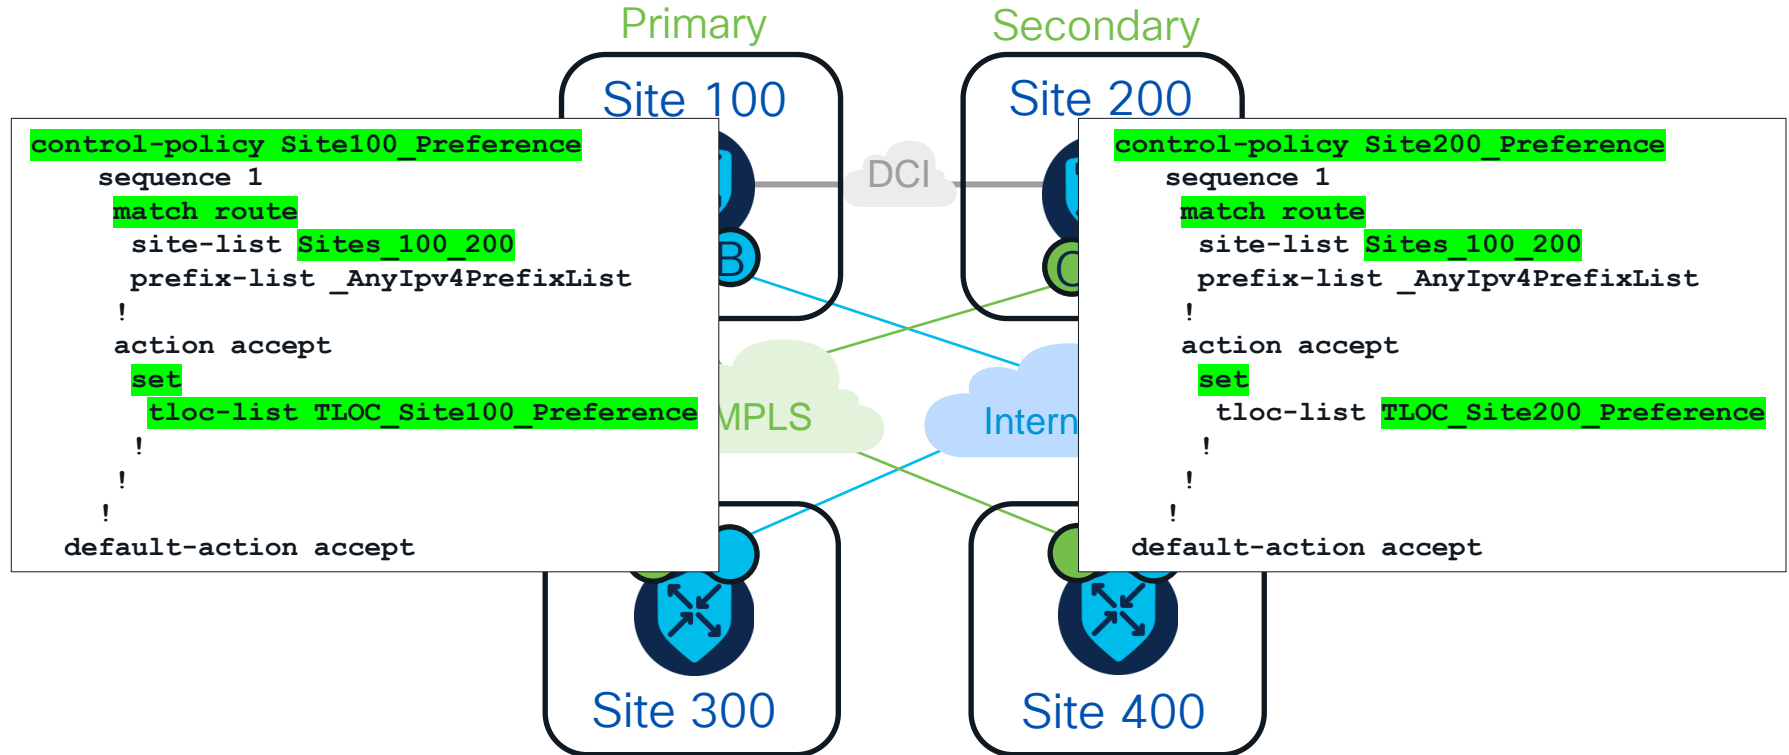 Primary
Secondary
Site 100
Site 200
control-policy Site100_Preference
sequence 1
match route
site-list Sites_100_200
prefix-list _AnyIpv4PrefixList
!
action accept
set
tloc-list TLOC_Site100_Preference
!
!
!
default-action accept
DCI
B
MPLS
Intern
control-policy Site200_Preference
sequence 1
match route
site-list Sites_100_200
prefix-list _AnyIpv4PrefixList
!
action accept
set
tloc-list TLOC_Site200_Preference
!
!
!
default-action accept
Site 300
Site 400